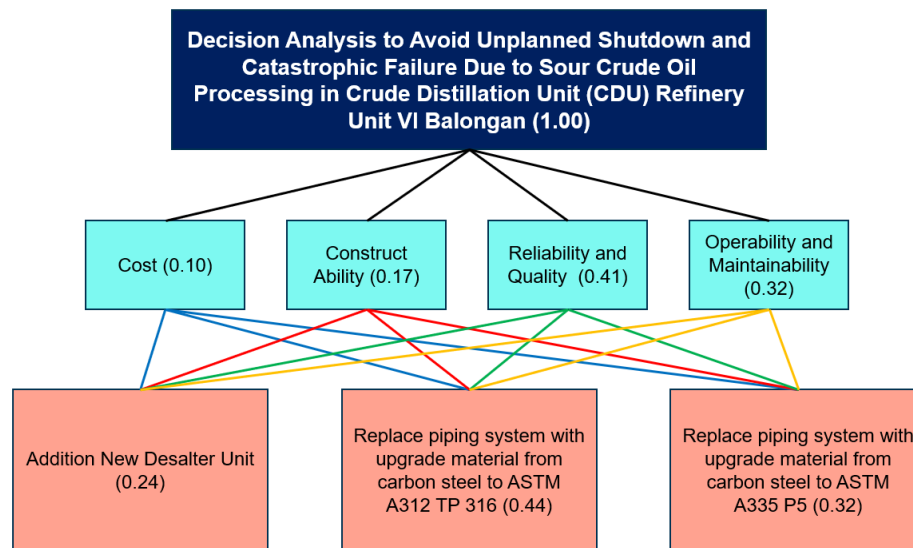 Decision Analysis to Avoid Unplanned Shutdown and
Catastrophic Failure Due to Sour Crude Oil
Processing in Crude Distillation Unit (CDU) Refinery
Unit VI Balongan (1.00)
Cost (0.10)
Construct
Ability (0.17)
Reliability and
Quality (0.41)
Operability and
Maintainability
(0.32)
Addition New Desalter Unit
(0.24)
Replace piping system with
upgrade material from
carbon steel to ASTM
A312 TP 316 (0.44)
Replace piping system with
upgrade material from
carbon steel to ASTM
A335 P5 (0.32)